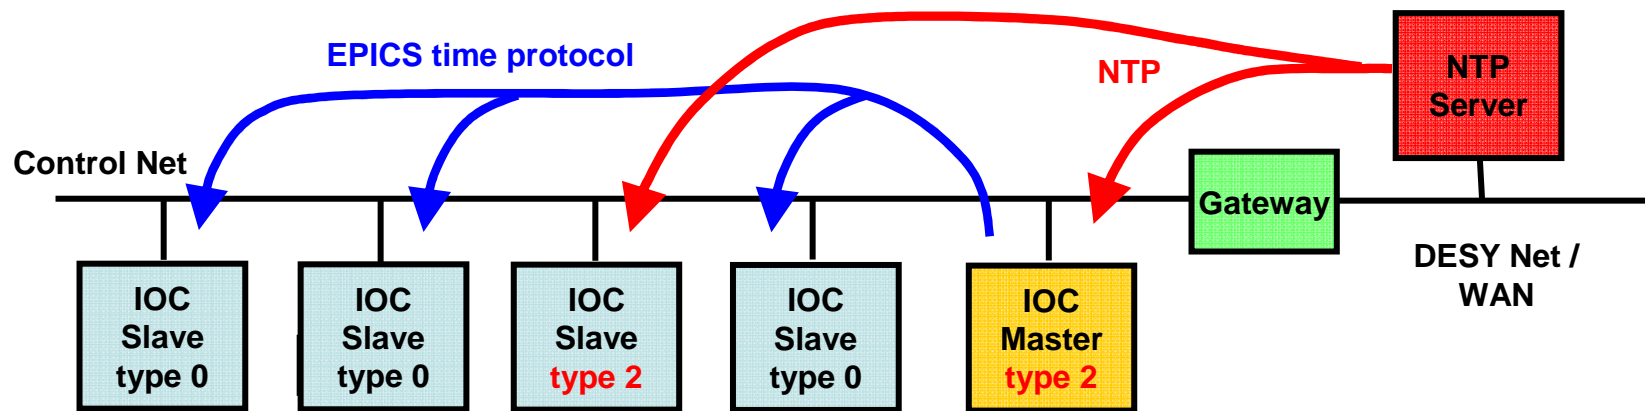 EPICS time protocol
NTP
NTP
Server
Control Net
Gateway
DESY Net /
WAN
IOC
Slave
type 0
IOC
Slave
type 0
IOC
Slave
type 2
IOC
Slave
type 0
IOC
Master
type 2